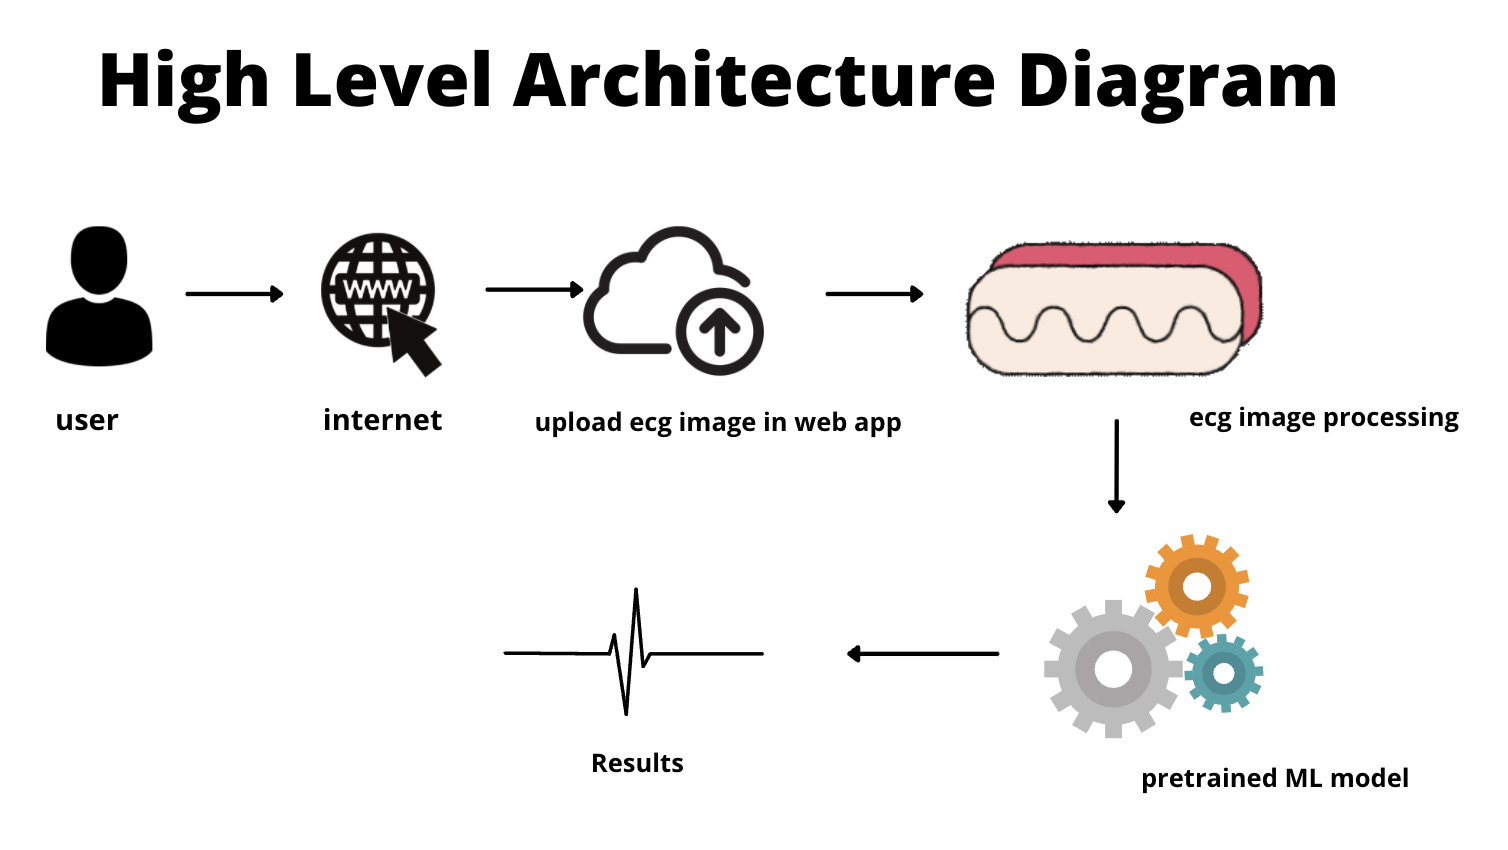 High Level Architecture Diagram
www
user
internet
upload ecg image in web app
ecg image processing
Results
pretrained ML model